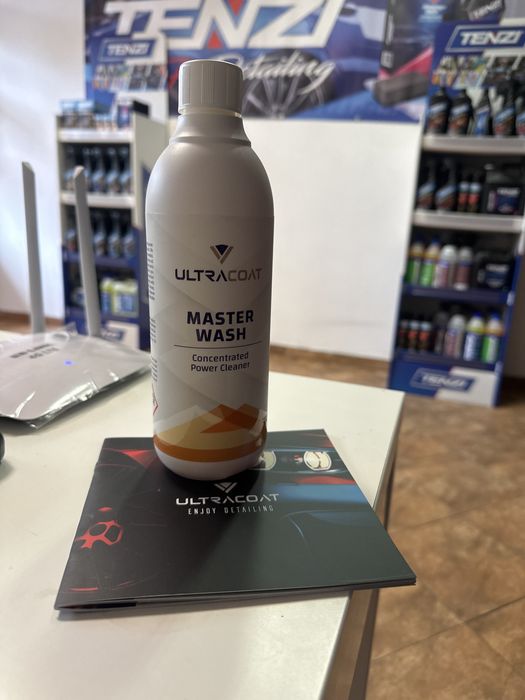 TENZI
Detailing
TENZI
TENZI
ULTRACOAT
MASTER
WASH
Concentrated
Power Cleaner
ULTRACOAT
ENJOY DETAILING
TENZI